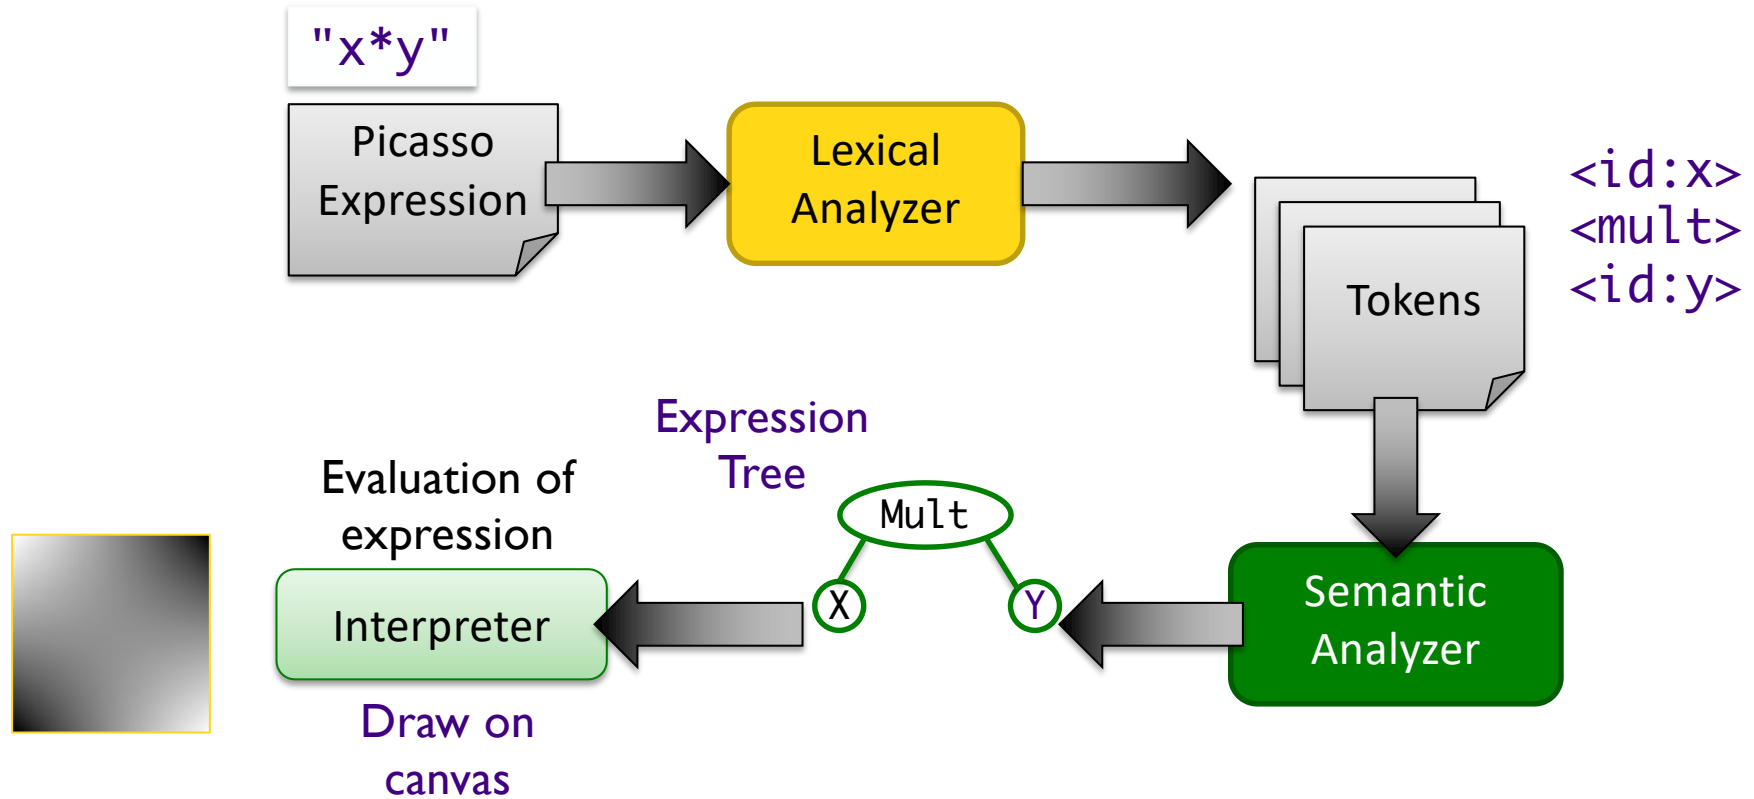 "x*y"
Picasso
Expression
Lexical
Analyzer
<id:x>
<mult>
<id:y>
Tokens
Expression
Tree
Evaluation of
expression
Mult
X
Y
Semantic
Analyzer
Interpreter
Draw on
canvas